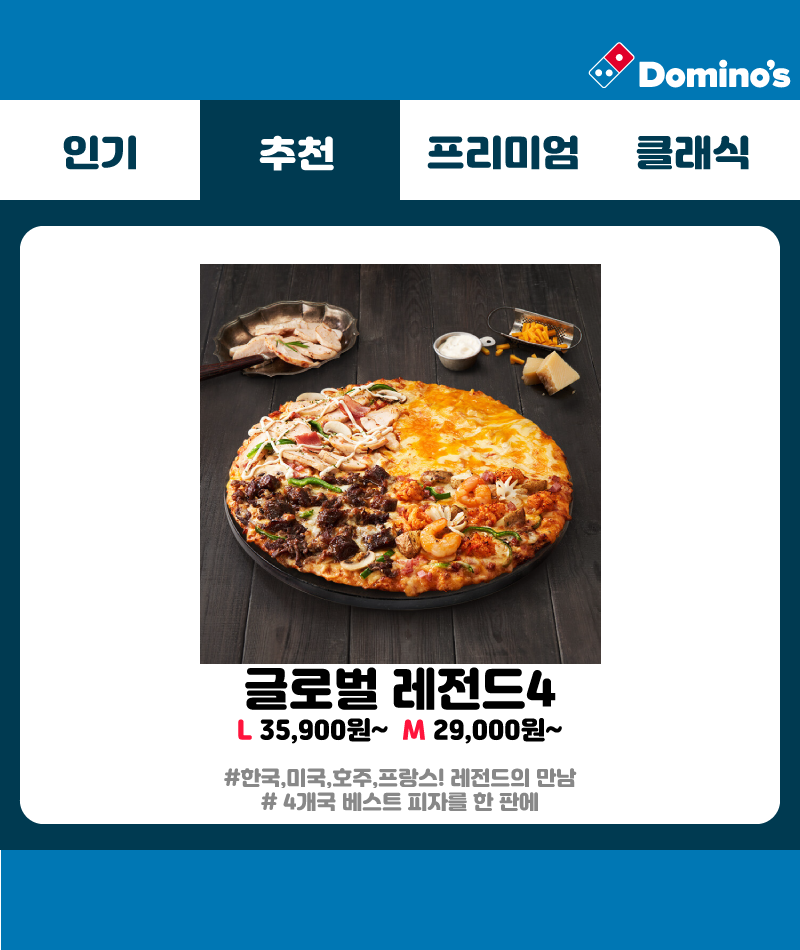 Domino's
인기 추천 프리미엄 클래식
글로벌 레전드4
L 35,900원~ M 29,000원~
#한국,미국,호주,프랑스! 레전드의 만남
# 4개국 베스트 피자를 한 판에